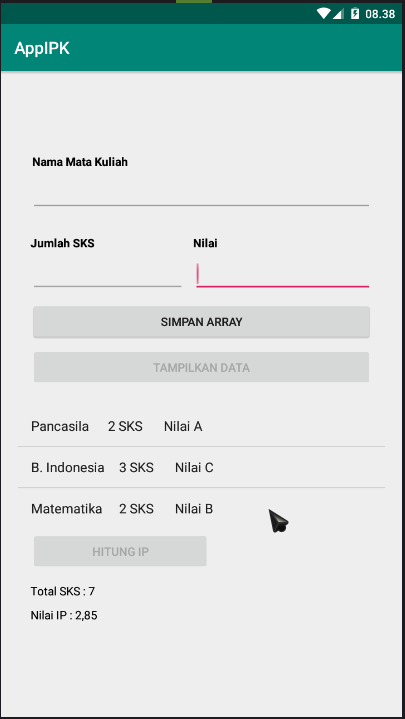 08.38
AppIPK
Nama Mata Kuliah
Jumlah SKS Nilai
SIMPAN ARRAY
TAMPILKAN DATA
Pancasila 2 SKS Nilai A
B. Indonesia 3 SKS Nilai C
Matematika 2 SKS Nilai B
HITUNG IP
Total SKS : 7
Nilai IP : 2,85